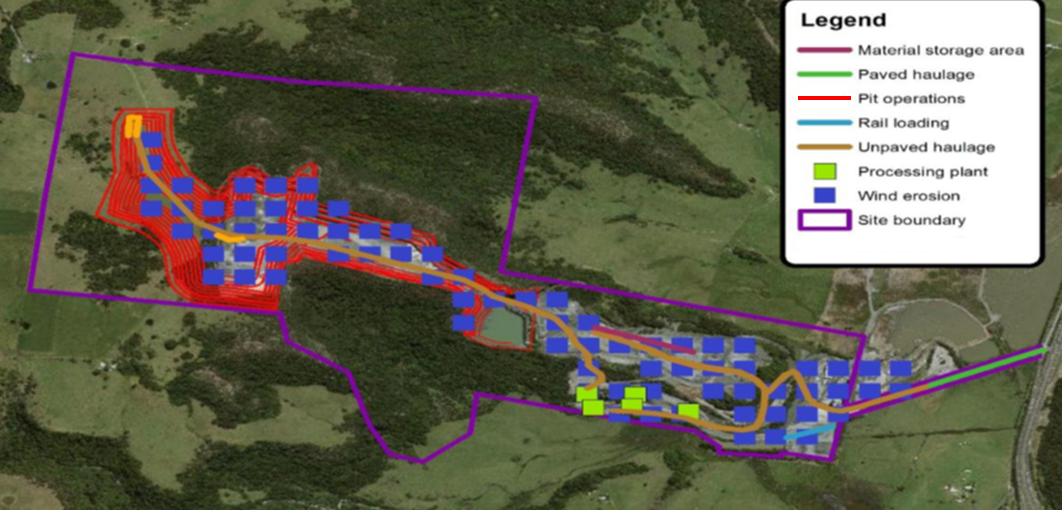 Legend
Material storage area
Paved haulage
Pit operations
Rail loading
Unpaved haulage
Processing plant
Wind erosion
Site boundary